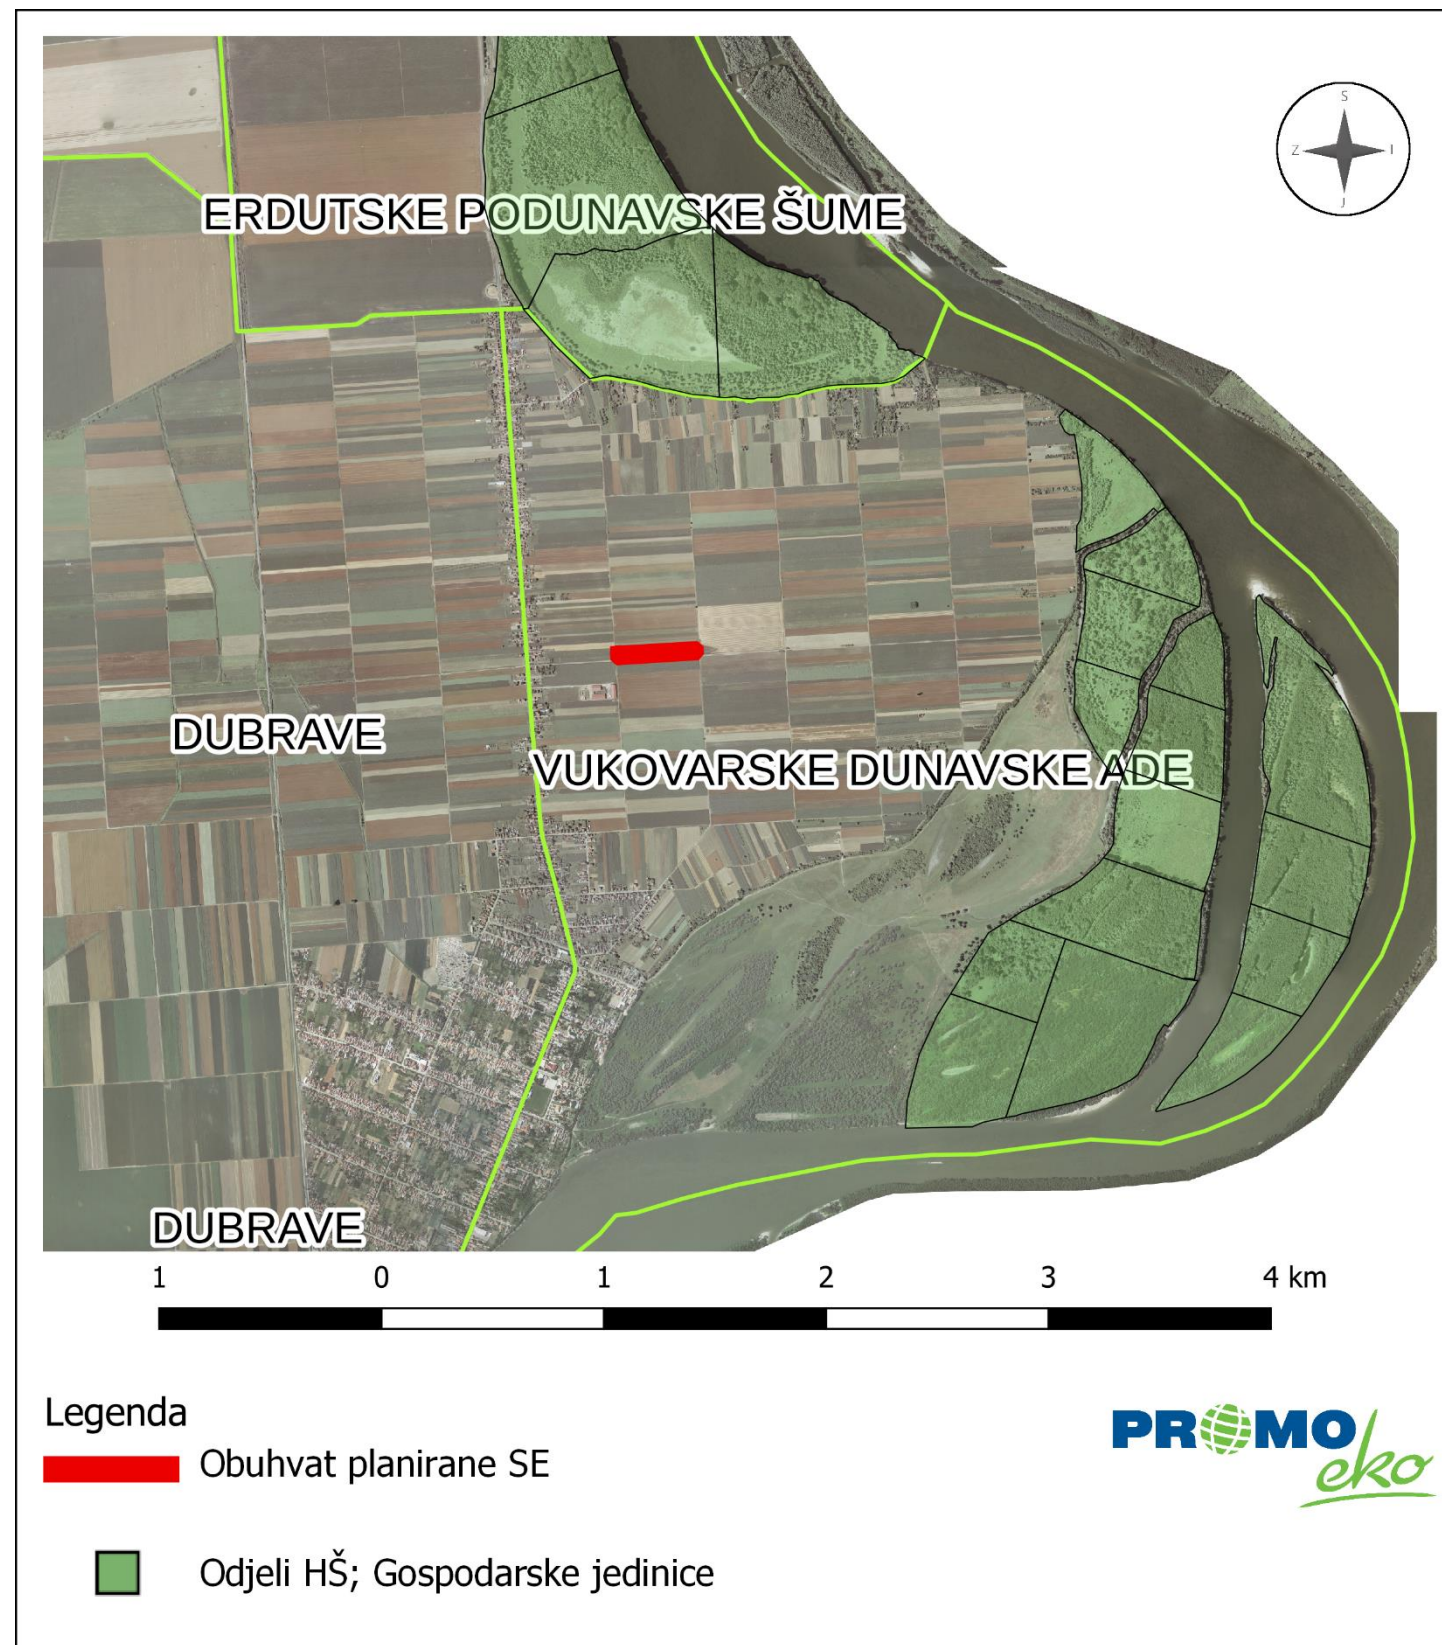 S
Z I
J
ERDUTSKE PODUNAVSKE ŠUME
DUBRAVE
VUKOVARSKE DUNAVSKE ADE
DUBRAVE
1 0 1 2 3 4 km
Legenda
Obuhvat planirane SE
Odjeli HŠ; Gospodarske jedinice
PROMO
eko